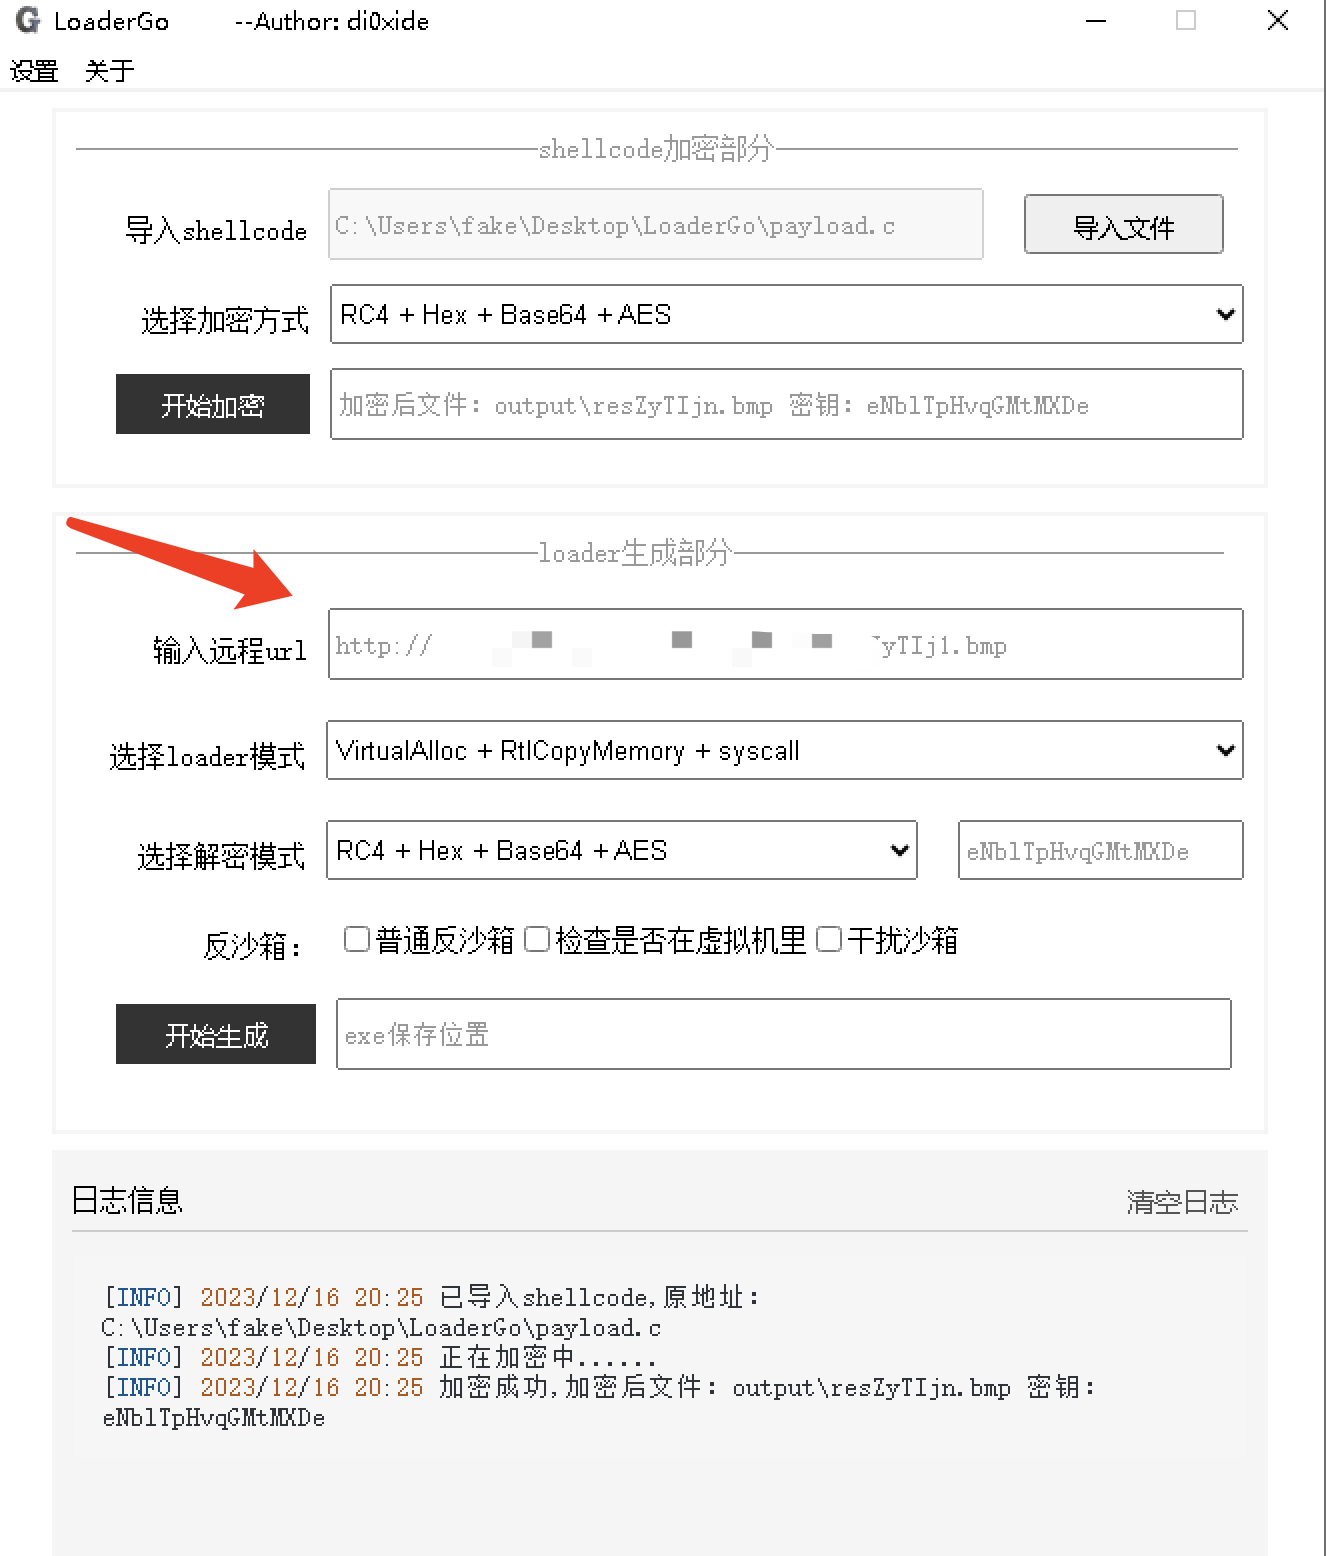 LoaderGo --Author: di0xide
设置 关于
shellcode加密部分
导入shellcode C:\Users\fake\Desktop\LoaderGo\payload.c 导入文件
选择加密方式 RC4 + Hex + Base64 + AES
开始加密 加密后文件: output\resZyTIjn.bmp 密钥: eNblTpHvqGMtMXDe
loader生成部分
输入远程url http:// yTIj1.bmp
选择loader模式 VirtualAlloc + RtlCopyMemory + syscall
选择解密模式 RC4 + Hex + Base64 + AES eNblTpHvqGMtMXDe
反沙箱: 普通反沙箱 检查是否在虚拟机里 干扰沙箱
开始生成 exe保存位置
日志信息 清空日志
[INFO] 2023/12/16 20:25 已导入shellcode,原地址:
C:\Users\fake\Desktop\LoaderGo\payload.c
[INFO] 2023/12/16 20:25 正在加密中......
[INFO] 2023/12/16 20:25 加密成功,加密后文件: output\resZyTIjn.bmp 密钥:
eNblTpHvqGMtMXDe